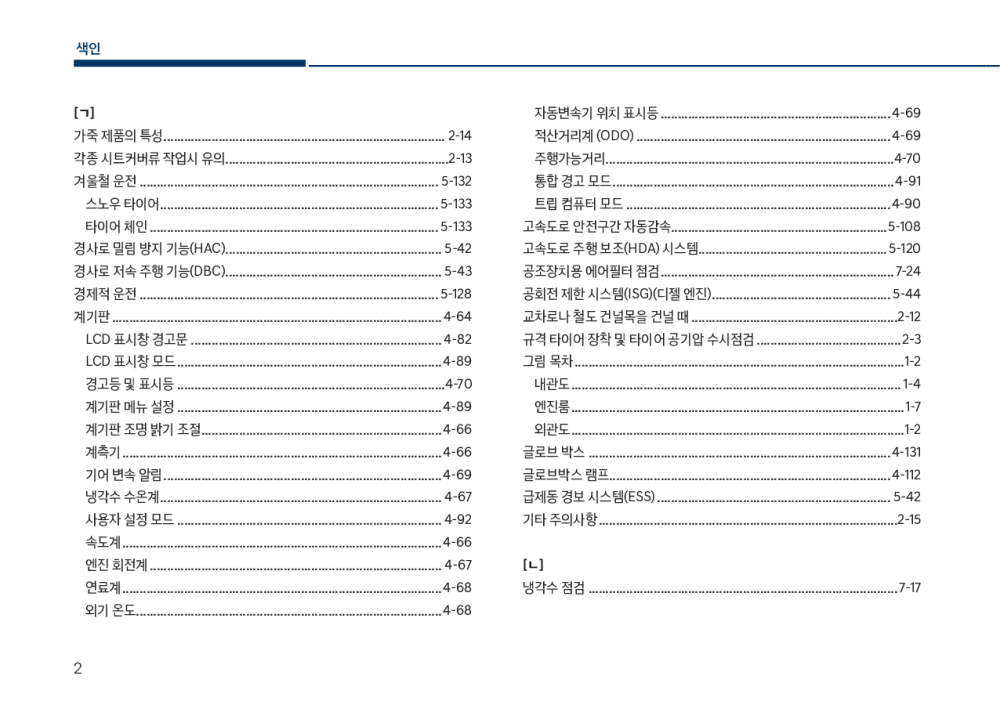 색인
[ㄱ]
가죽 제품의 특성 2-14
각종 시트커버류 작업시 유의 2-13
겨울철 운전 5-132
스노우 타이어 5-133
타이어 체인 5-133
경사로 밀림 방지 기능(HAC) 5-42
경사로 저속 주행 기능(DBC) 5-43
경제적 운전 5-128
계기판 4-64
LCD 표시창 경고문 4-82
LCD 표시창 모드 4-89
경고등 및 표시등 4-70
계기판 메뉴 설정 4-89
계기판 조명 밝기 조절 4-66
계측기 4-66
기어 변속 알림 4-69
냉각수 수온계 4-67
사용자 설정 모드 4-92
속도계 4-66
엔진 회전계 4-67
연료계 4-68
외기 온도 4-68
자동변속기 위치 표시등 4-69
적산거리계 (ODO) 4-69
주행가능거리 4-70
통합 경고 모드 4-91
트립 컴퓨터 모드 4-90
고속도로 안전구간 자동감속 5-108
고속도로 주행 보조(HDA) 시스템 5-120
공조장치용 에어필터 점검 7-24
공회전 제한 시스템(ISG)(디젤 엔진) 5-44
교차로나 철도 건널목을 건널 때 2-12
규격 타이어 장착 및 타이어 공기압 수시점검 2-3
그림 목차 1-2
내관도 1-4
엔진룸 1-7
외관도 1-2
글로브 박스 4-131
글로브박스 램프 4-112
급제동 경보 시스템(ESS) 5-42
기타 주의사항 2-15
[ㄴ]
냉각수 점검 7-17
2